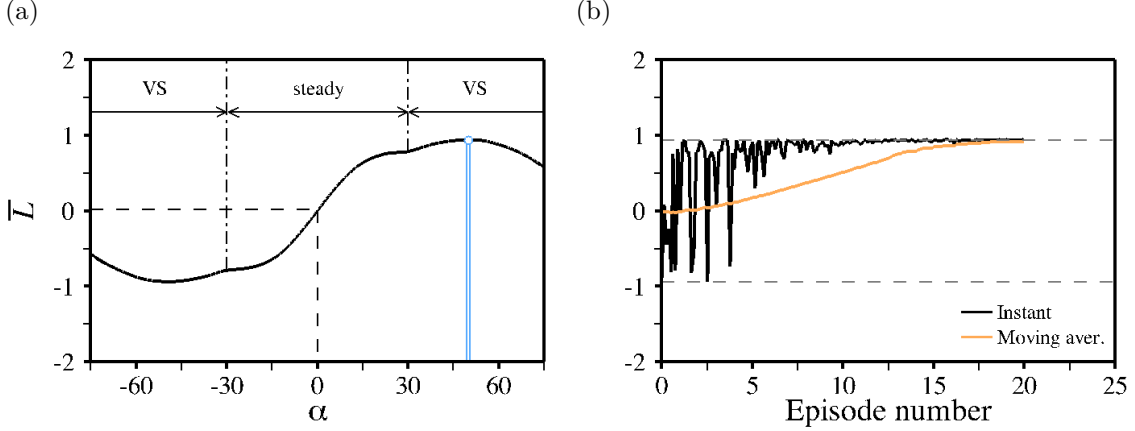 (a)
2
1
0
-1
-2
L̅
VS
steady
VS
-60
-30
0
30
60
α
(b)
2
1
0
-1
-2
Instant
Moving aver.
0
5
10
15
20
25
Episode number